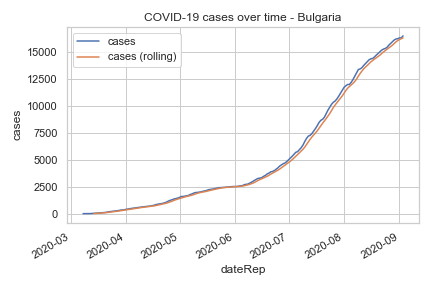 COVID-19 cases over time - Bulgaria
cases
cases (rolling)
15000
12500
10000
7500
5000
2500
0
cases
2020-03
2020-04
2020-05
2020-06
2020-07
2020-08
2020-09
dateRep